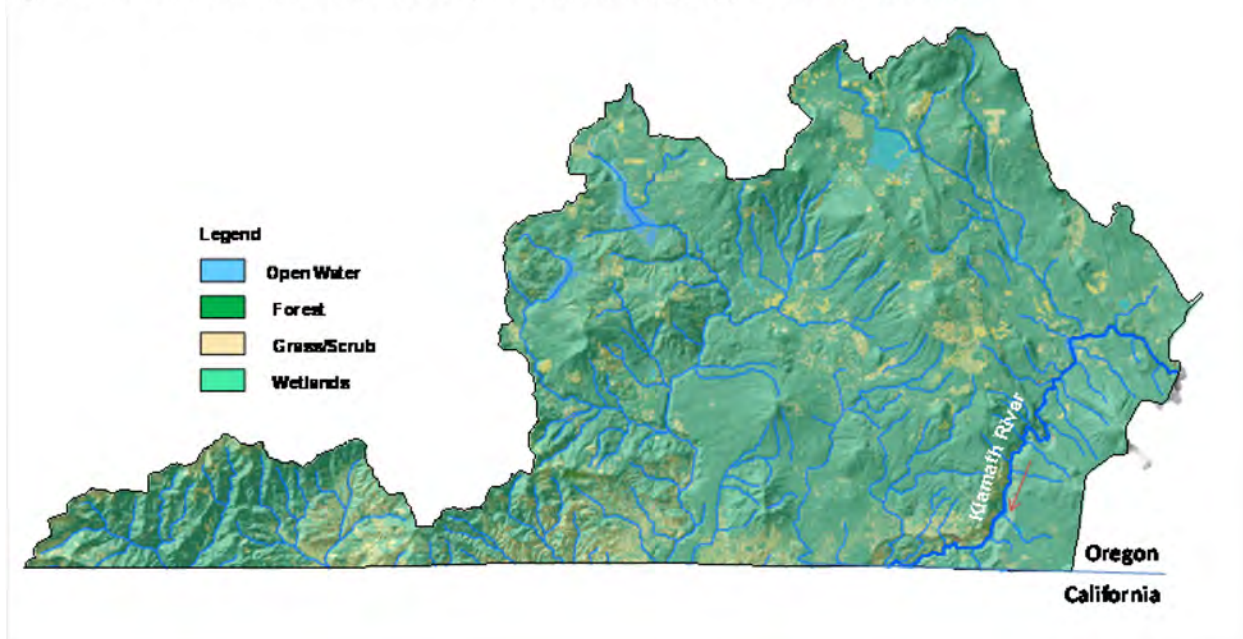 Legend
Open Water
Forest
Grass/Scrub
Wetlands
Klamath River
Oregon
California